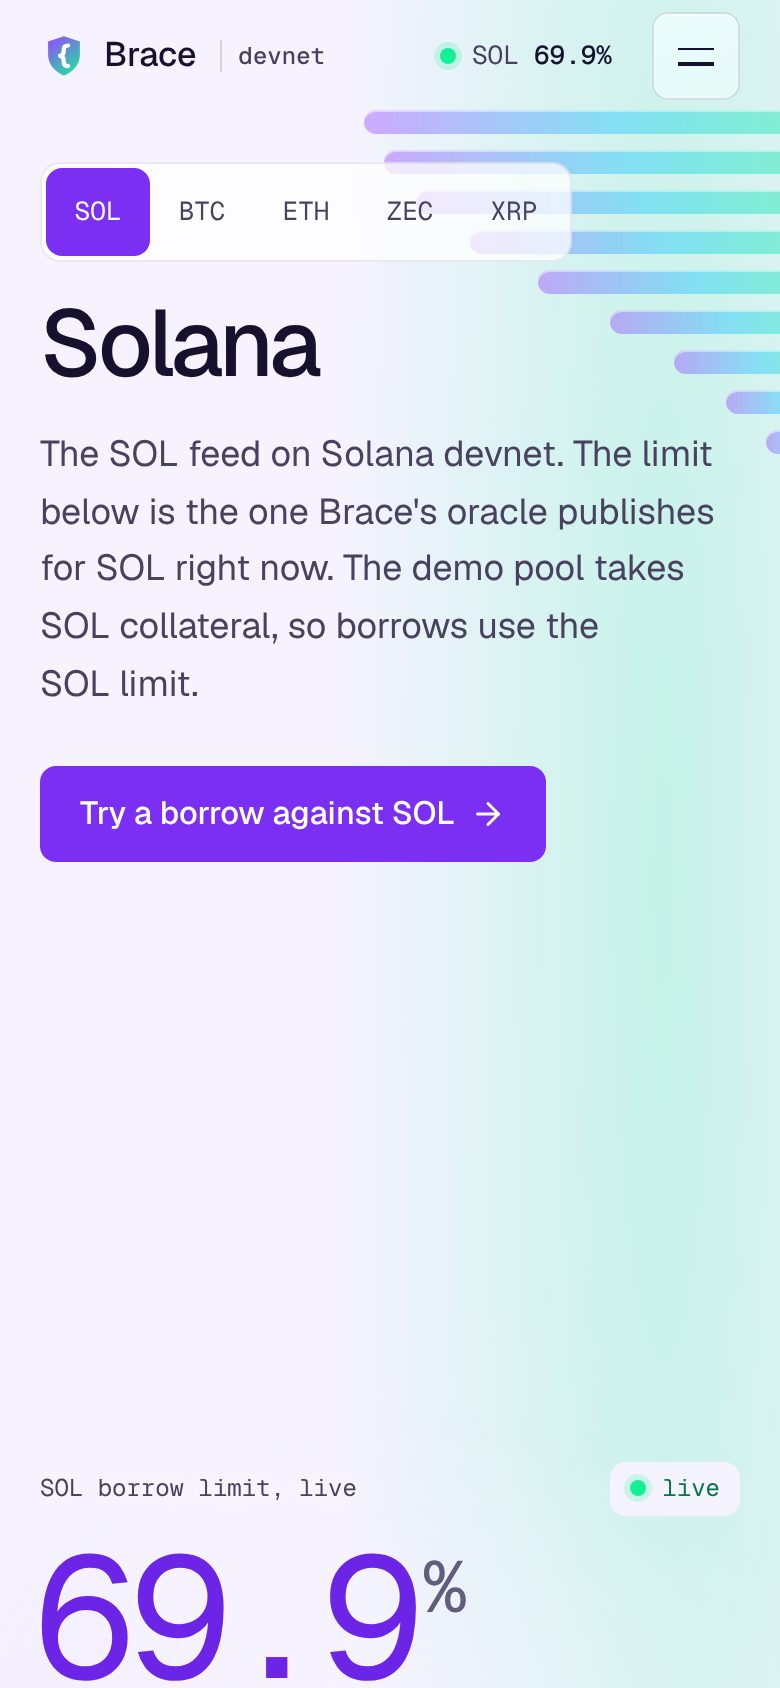 Brace devnet SOL 69.9%
SOL BTC ETH ZEC XRP
Solana
The SOL feed on Solana devnet. The limit
below is the one Brace's oracle publishes
for SOL right now. The demo pool takes
SOL collateral, so borrows use the
SOL limit.
Try a borrow against SOL →
SOL borrow limit, live live
69.9%